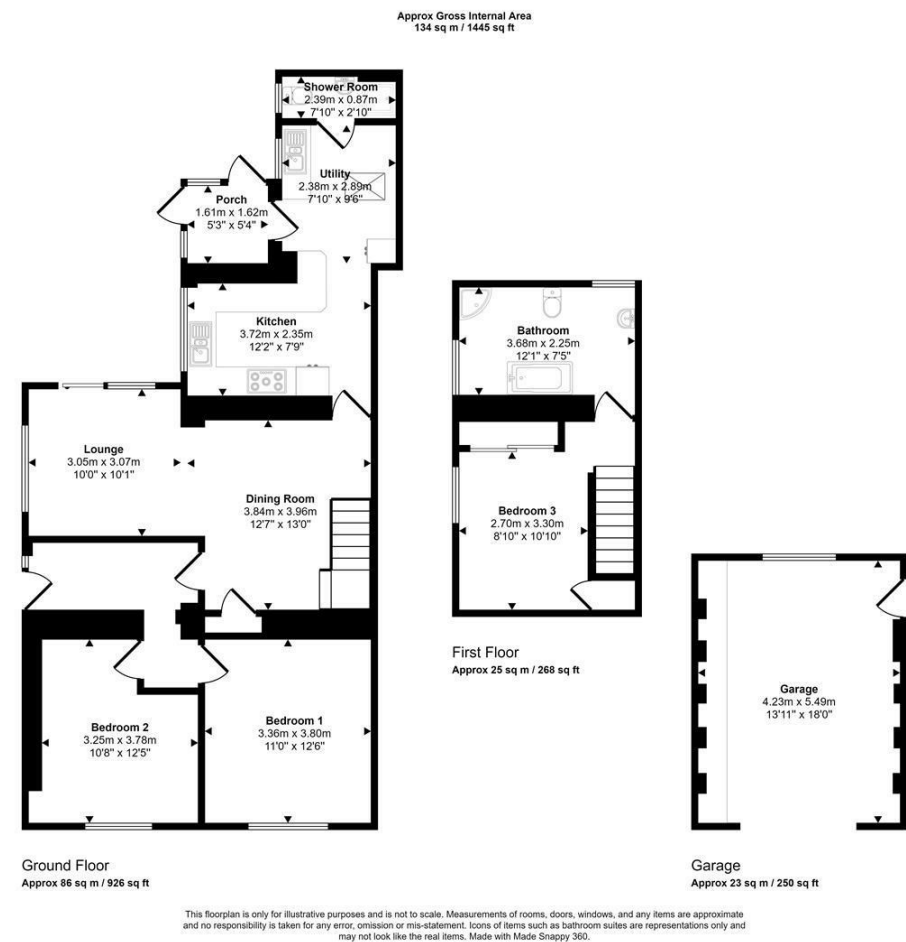 Approx Gross Internal Area
134 sq m / 1445 sq ft
Shower Room
2.39m x 0.87m
7'10" x 2'10"
Utility
2.38m x 2.89m
7'10" x 9'6"
Porch
1.61m x 1.62m
5'3" x 5'4"
Kitchen
3.72m x 2.35m
12'2" x 7'9"
Bathroom
3.68m x 2.25m
12'1" x 7'5"
Lounge
3.05m x 3.07m
10'0" x 10'1"
Dining Room
3.84m x 3.96m
12'7" x 13'0"
Bedroom 3
2.70m x 3.30m
8'10" x 10'10"
First Floor
Approx 25 sq m / 268 sq ft
Garage
4.23m x 5.49m
13'11" x 18'0"
Bedroom 2
3.25m x 3.78m
10'8" x 12'5"
Bedroom 1
3.36m x 3.80m
11'0" x 12'6"
Ground Floor
Approx 86 sq m / 926 sq ft
Garage
Approx 23 sq m / 250 sq ft
This floorplan is only for illustrative purposes and is not to scale. Measurements of rooms, doors, windows, and any items are approximate
and no responsibility is taken for any error, omission or mis-statement. Icons of items such as bathroom suites are representations only and
may not look like the real items. Made with Made Snappy 360.